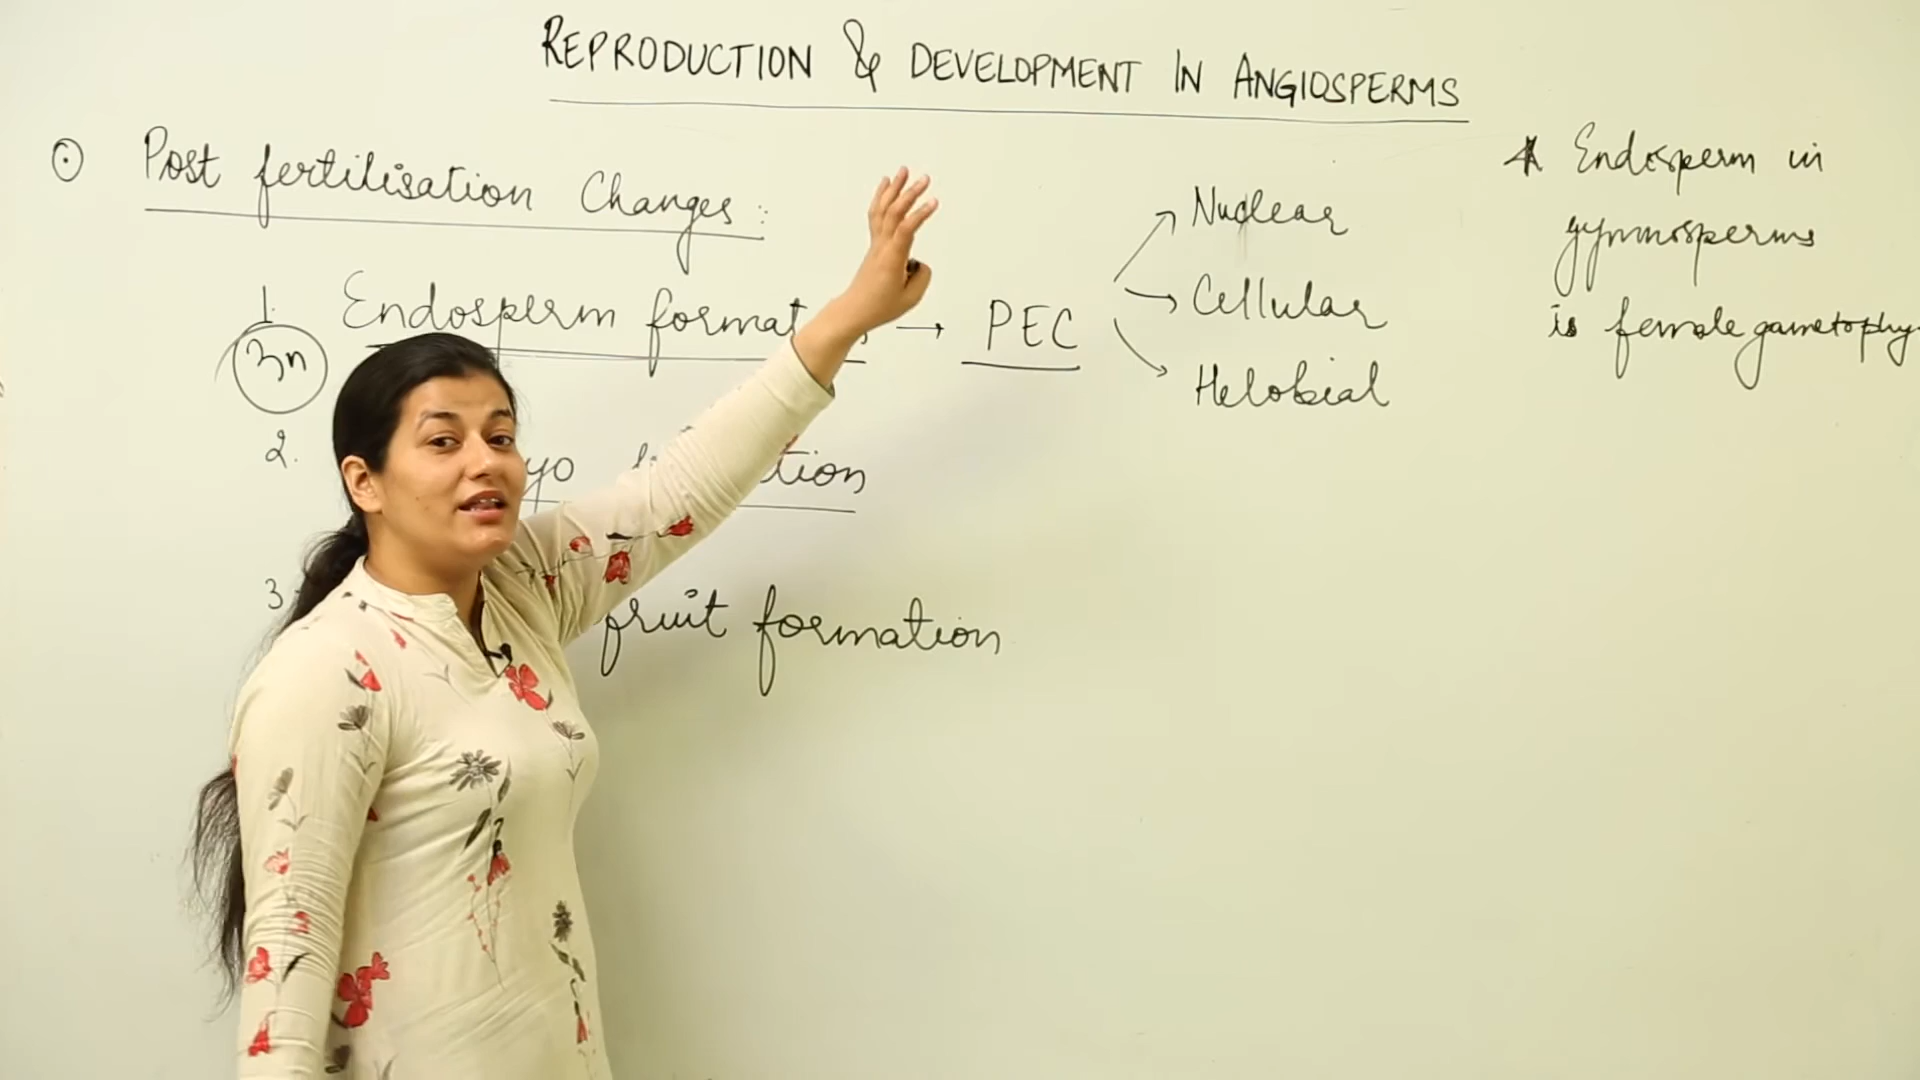 REPRODUCTION & DEVELOPMENT IN ANGIOSPERMS
Post fertilisation Changes :
1. Endosperm format → PEC
3n
Nuclear
Cellular
Helobial
2. yo tion
3. fruit formation
* Endosperm in
gymnosperms
is female gametophy